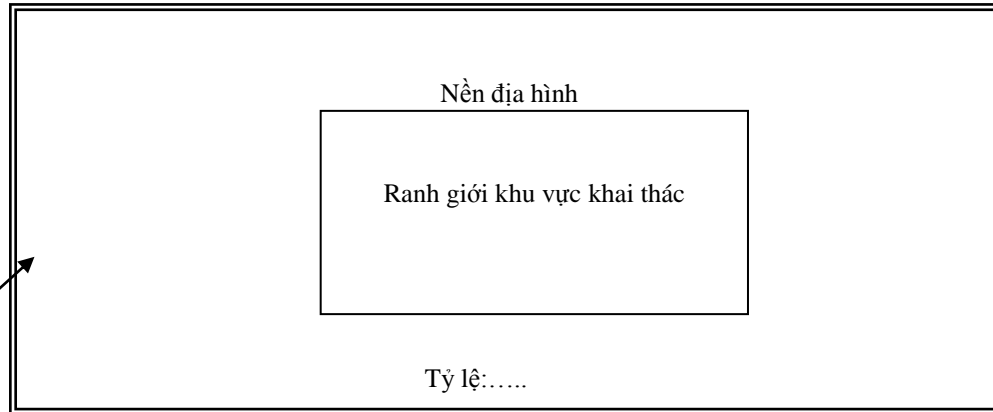 Nền địa hình
Ranh giới khu vực khai thác
Tỷ lệ:…..